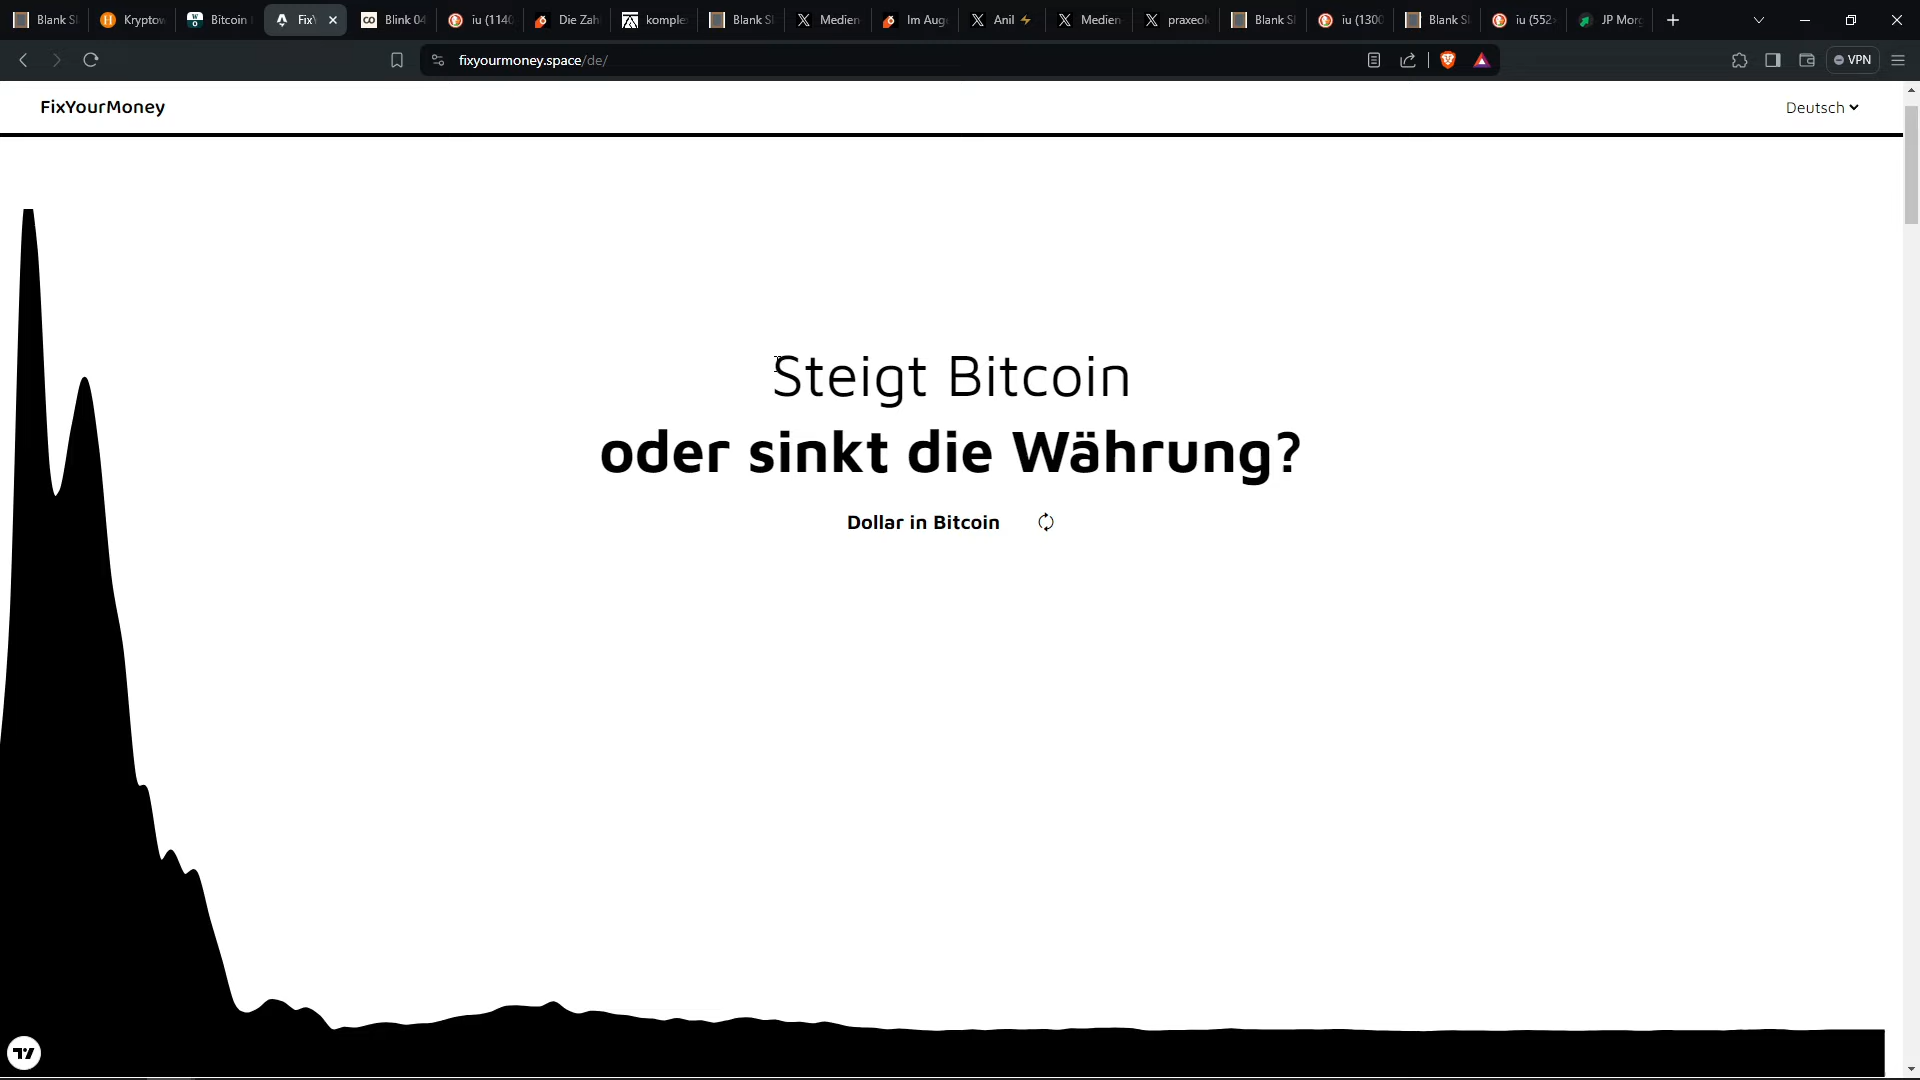 Blank Sl
Kryptow
Bitcoin
FixY
Blink 04
iu (1140
Die Zahl
komple
Blank Sl
Medien
Im Aug
Anil ⚡
Medien
praxeol
Blank Sl
iu (1300
Blank Sl
iu (552×
JP Morg
fixyourmoney.space/de/
VPN
FixYourMoney
Deutsch
Steigt Bitcoin
oder sinkt die Währung?
Dollar in Bitcoin